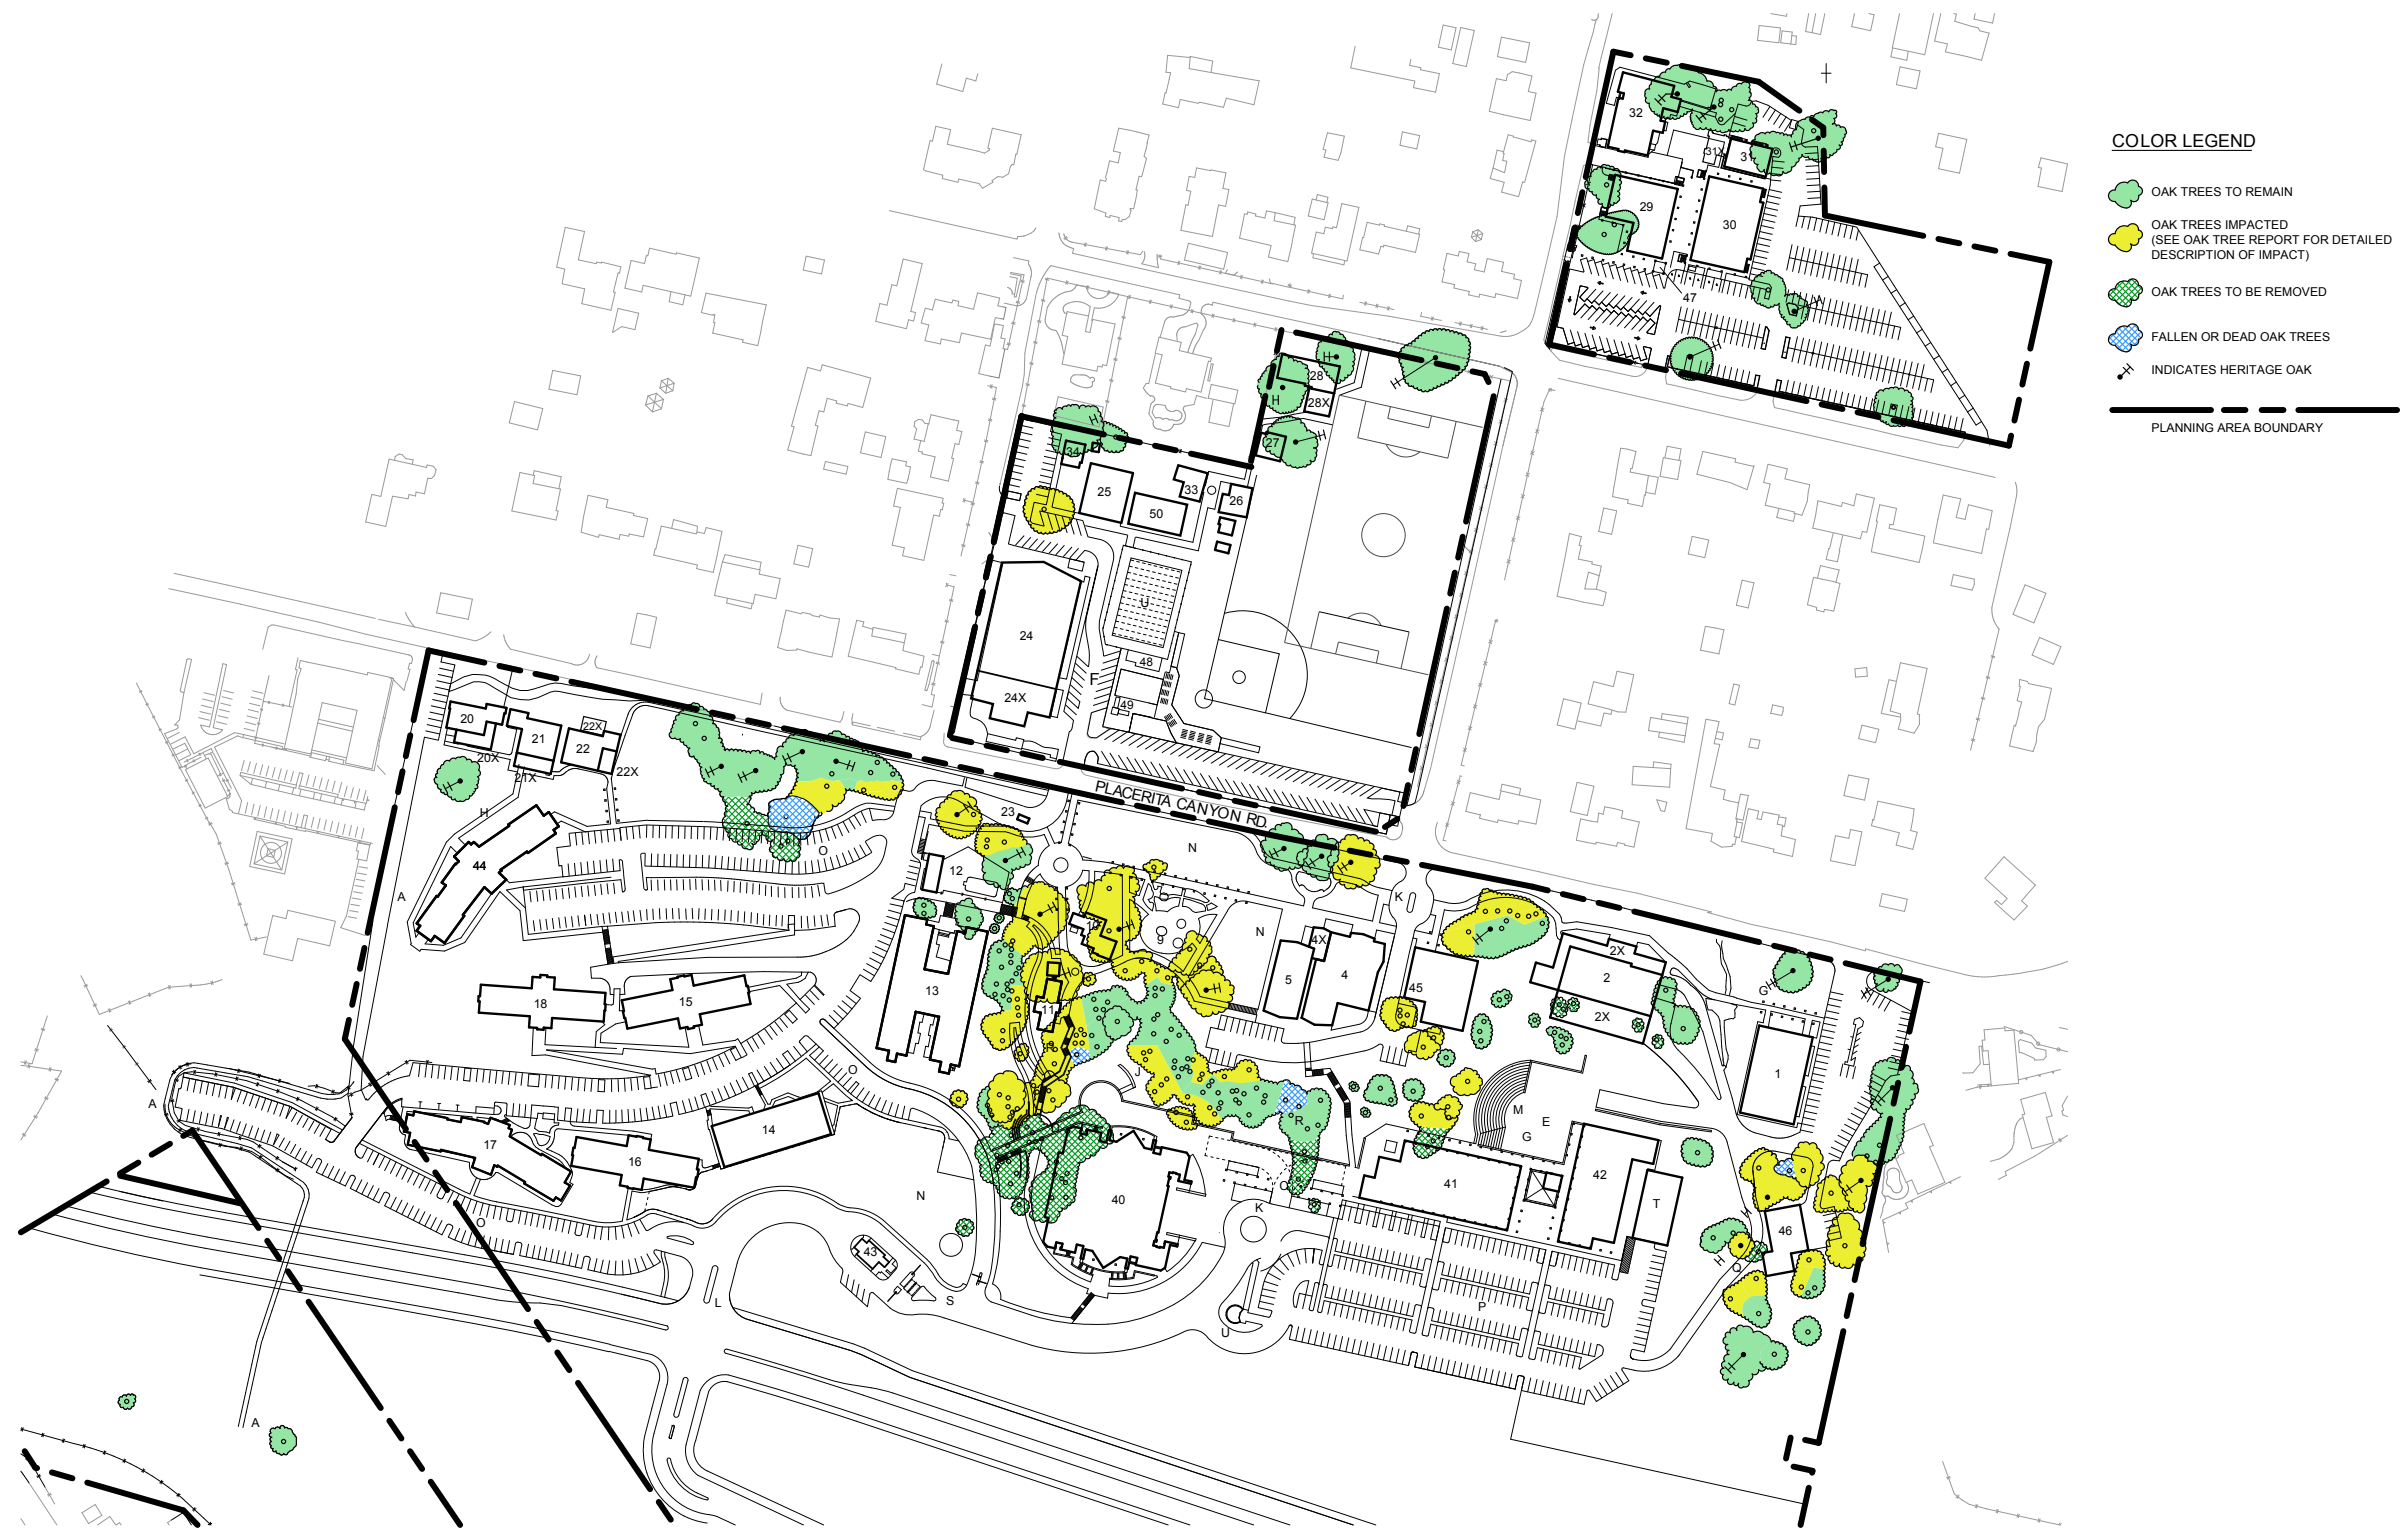 COLOR LEGEND
OAK TREES TO REMAIN
OAK TREES IMPACTED
(SEE OAK TREE REPORT FOR DETAILED
DESCRIPTION OF IMPACT)
OAK TREES TO BE REMOVED
FALLEN OR DEAD OAK TREES
INDICATES HERITAGE OAK
PLANNING AREA BOUNDARY
32
31X
31
29
30
47
28
28X
27
34
25
33
26
50
U
24
48
F
24X
49
20
21
22X
22
20X
21X
22X
PLACERITA CANYON RD.
H
23
O
44
12
N
A
K
10
9
N
4X
5
4
2X
2
45
G
13
18
15
11
2X
O
J
1
A
M
E
R
G
17
14
16
41
42
N
40
K
T
O
46
43
Q
L
S
P
U
A